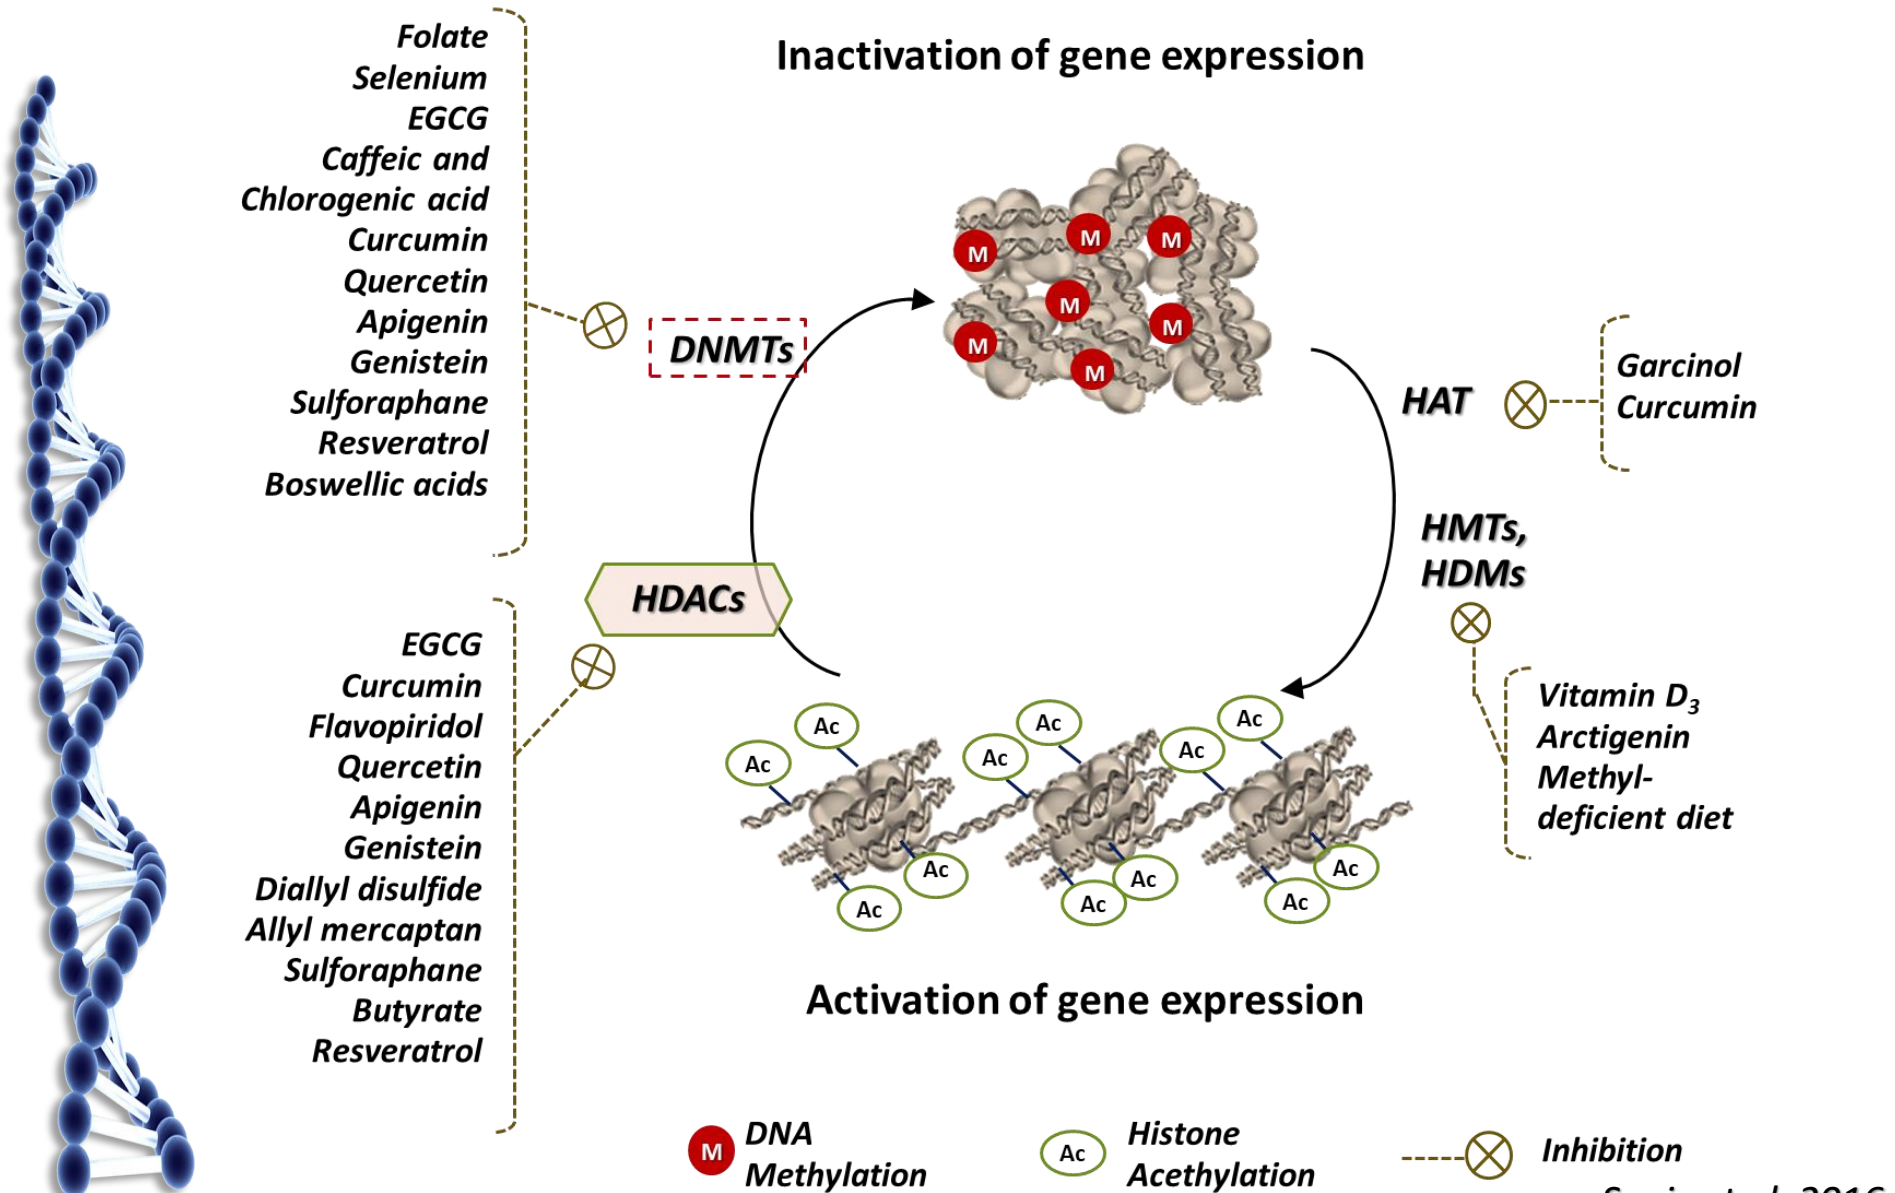 Inactivation of gene expression
Folate
Selenium
EGCG
Caffeic and
Chlorogenic acid
Curcumin
Quercetin
Apigenin
Genistein
Sulforaphane
Resveratrol
Boswellic acids
DNMTs
M
M
M
M
M
M
M
HAT
Garcinol
Curcumin
HMTs,
HDMs
Vitamin D3
Arctigenin
Methyl-
deficient diet
HDACs
EGCG
Curcumin
Flavopiridol
Quercetin
Apigenin
Genistein
Diallyl disulfide
Allyl mercaptan
Sulforaphane
Butyrate
Resveratrol
Ac
Ac
Ac
Ac
Ac
Ac
Ac
Ac
Ac
Ac
Ac
Ac
Activation of gene expression
M
DNA
Methylation
Ac
Histone
Acethylation
Inhibition